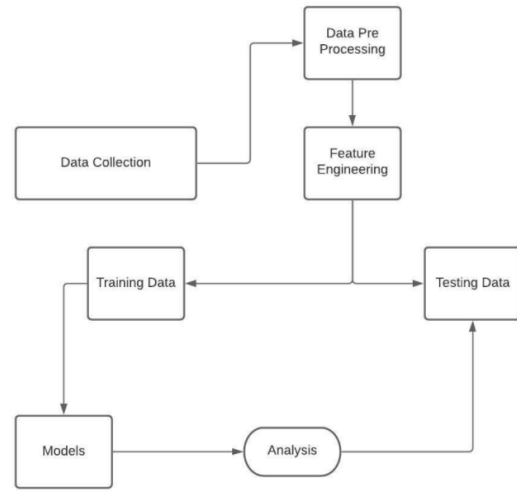 Data Pre
Processing
Data Collection
Feature
Engineering
Training Data
Testing Data
Models
Analysis